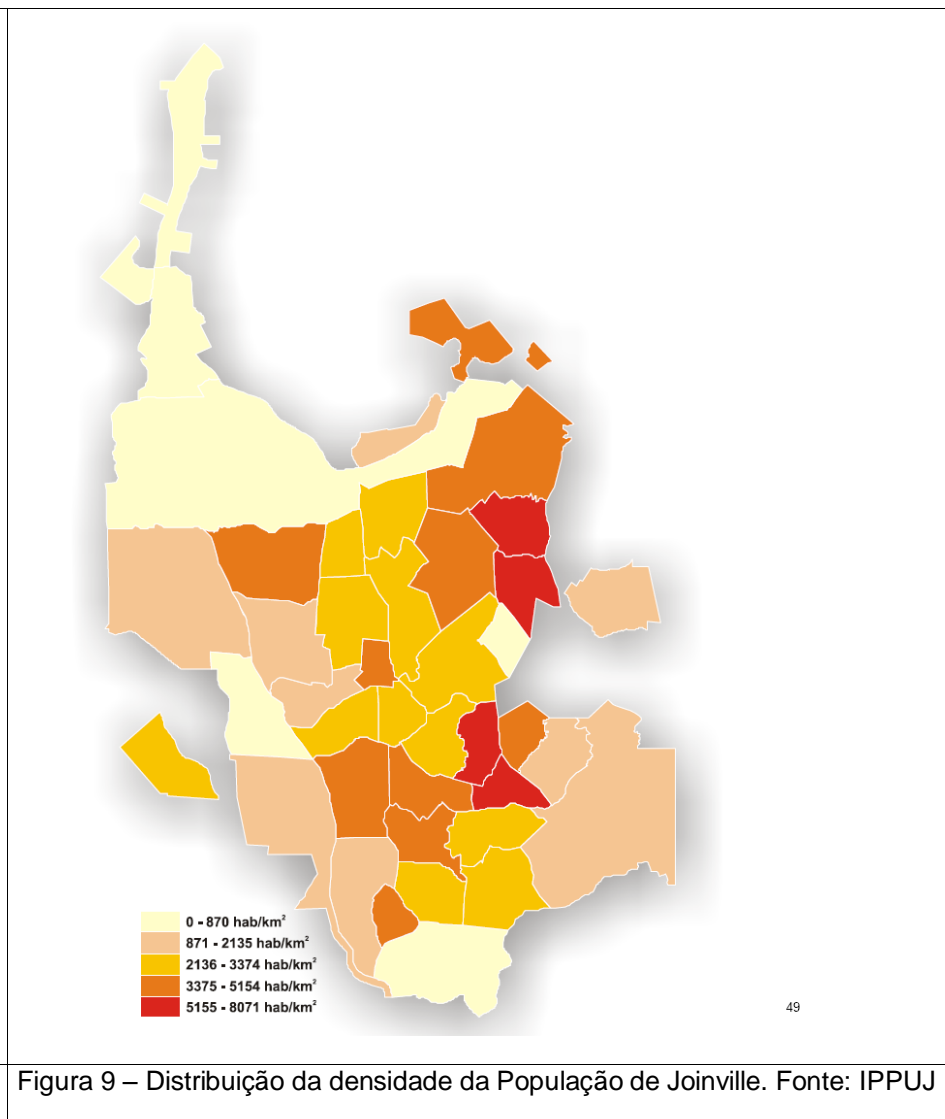 0 - 870 hab/km²
871 - 2135 hab/km²
2136 - 3374 hab/km²
3375 - 5154 hab/km²
5155 - 8071 hab/km²
49
Figura 9 – Distribuição da densidade da População de Joinville. Fonte: IPPUJ